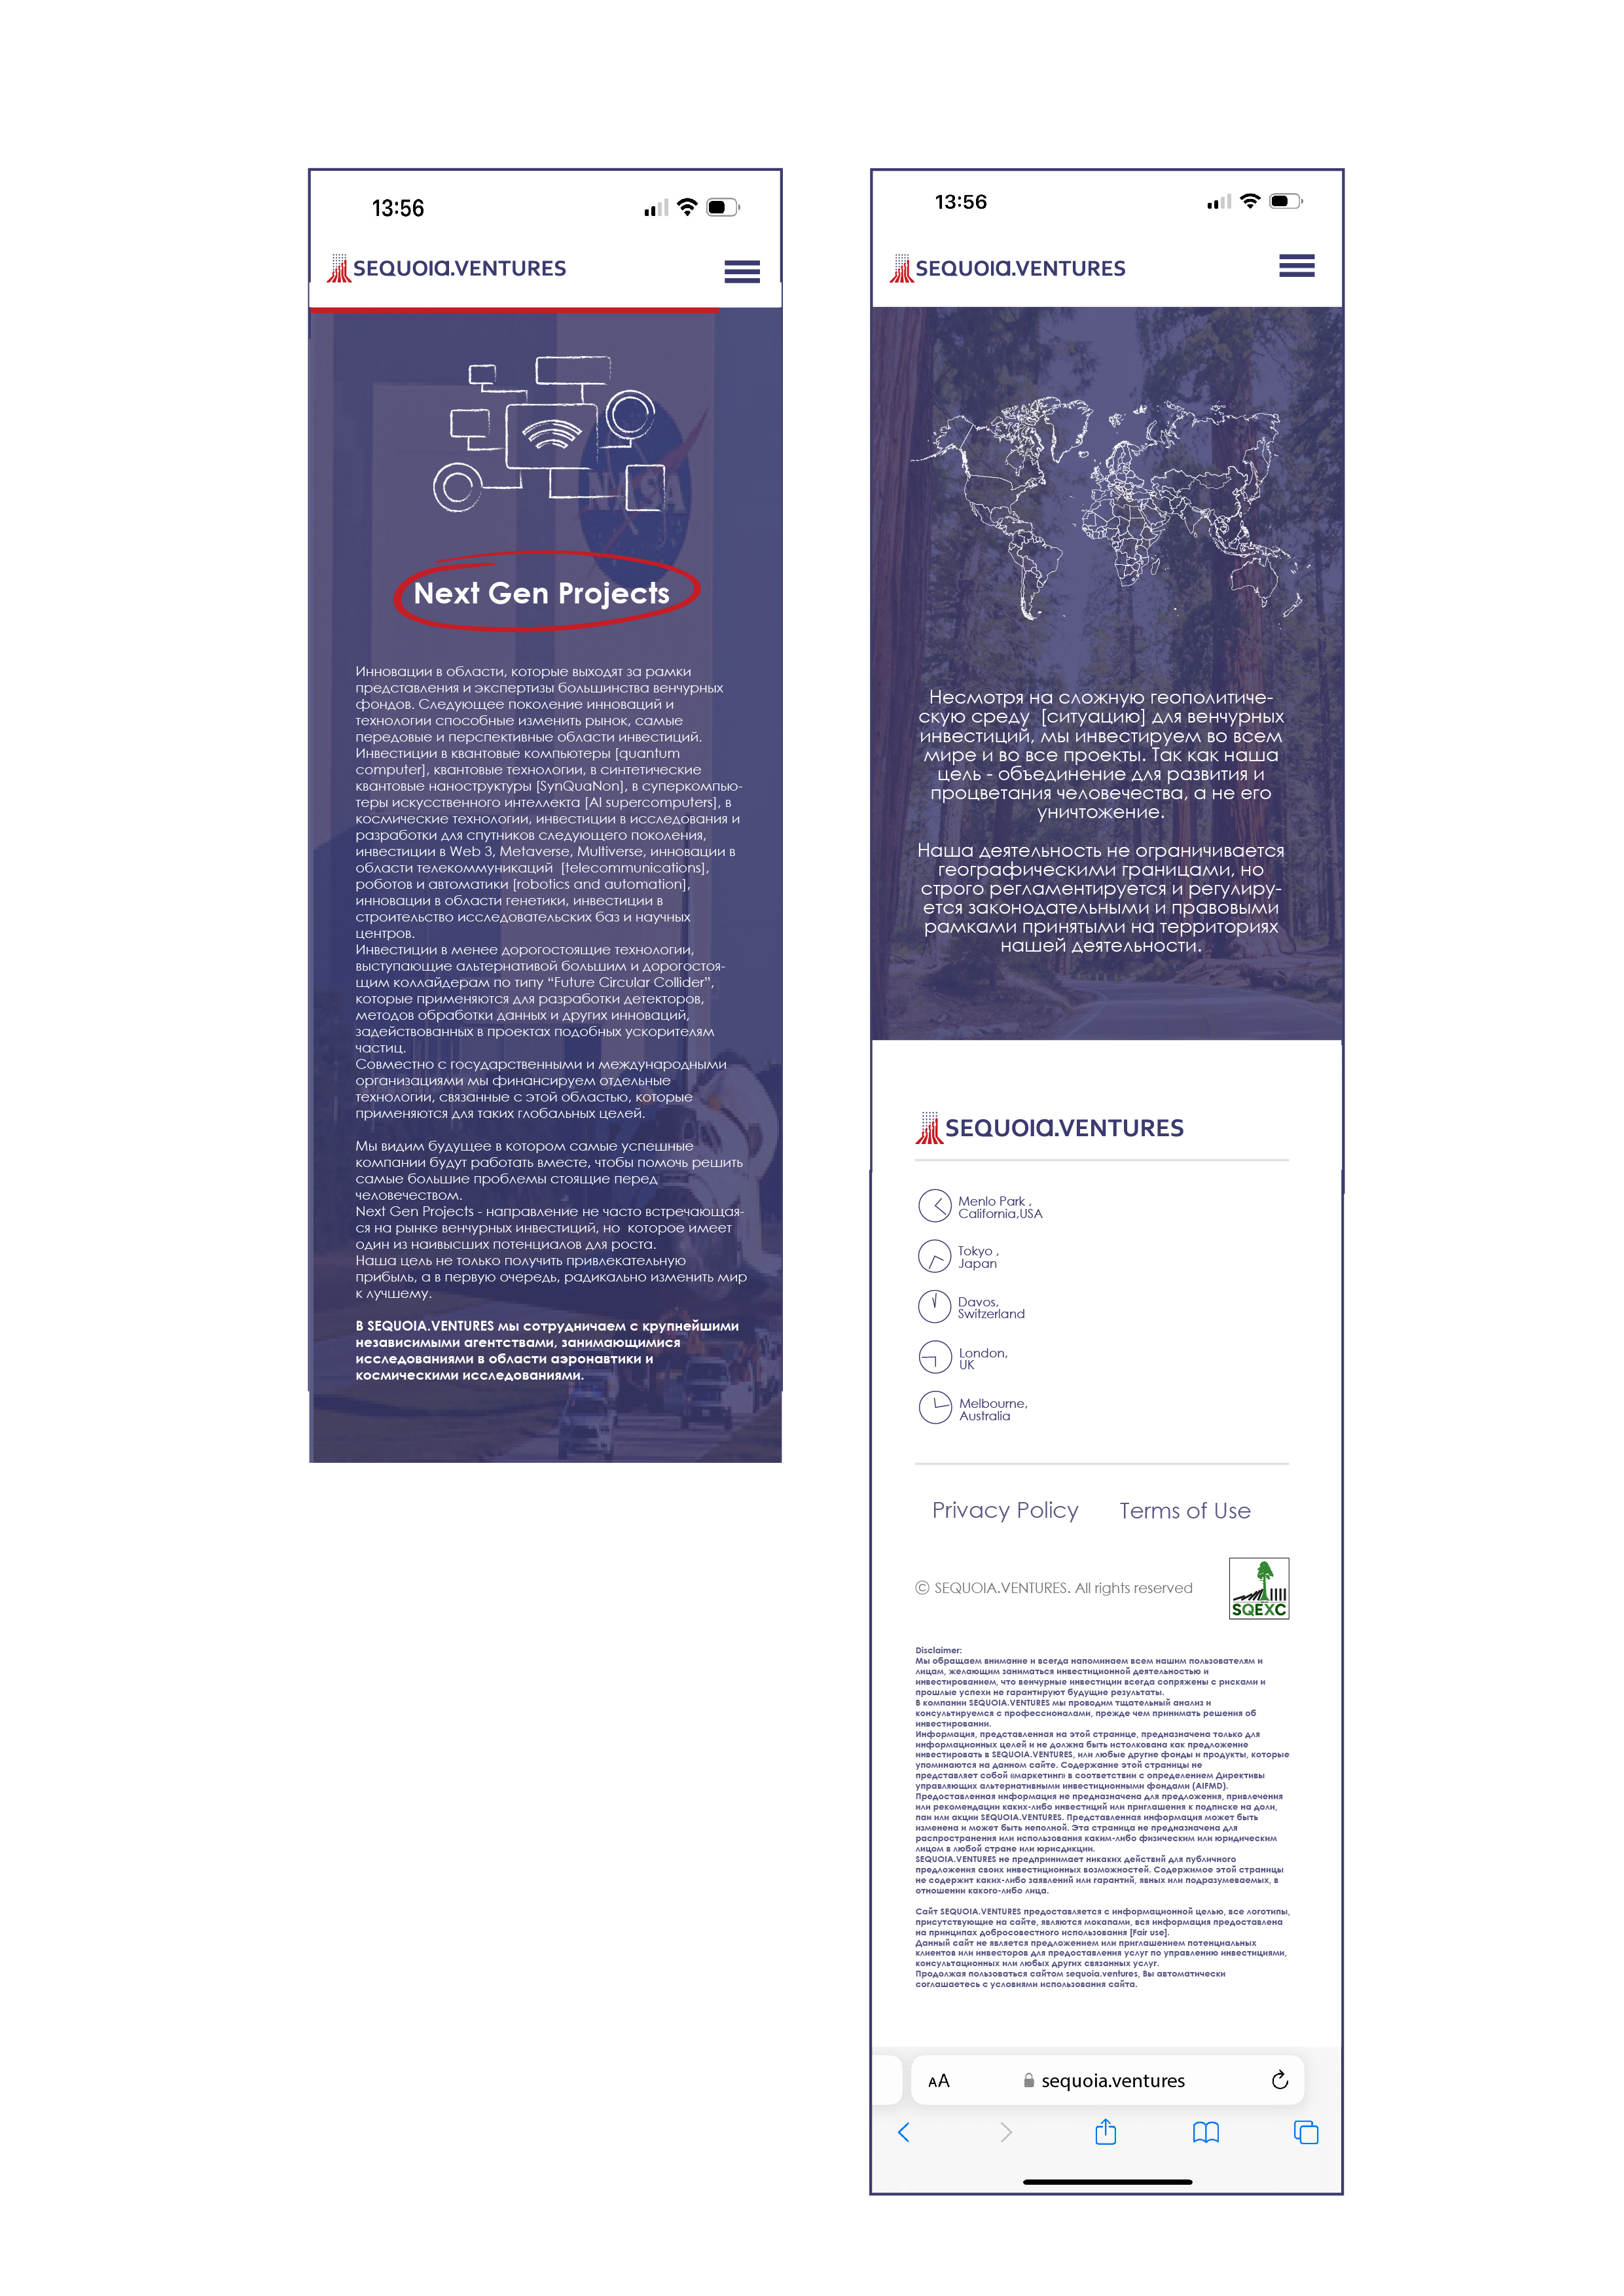 13:56
SEQUOIA.VENTURES
NASA
Next Gen Projects
Инновации в области, которые выходят за рамки
представления и экспертизы большинства венчурных
фондов. Следующее поколение инноваций и
технологии способные изменить рынок, самые
передовые и перспективные области инвестиций.
Инвестиции в квантовые компьютеры [quantum
computer], квантовые технологии, в синтетические
квантовые наноструктуры [SynQuaNon], в суперкомпью-
теры искусственного интеллекта [AI supercomputers], в
космические технологии, инвестиции в исследования и
разработки для спутников следующего поколения,
инвестиции в Web 3, Metaverse, Multiverse, инновации в
области телекоммуникаций  [telecommunications],
роботов и автоматики [robotics and automation],
инновации в области генетики, инвестиции в
строительство исследовательских баз и научных
центров.
Инвестиции в менее дорогостоящие технологии,
выступающие альтернативой большим и дорогостоя-
щим коллайдерам по типу “Future Circular Collider”,
которые применяются для разработки детекторов,
методов обработки данных и других инноваций,
задействованных в проектах подобных ускорителям
частиц.
Совместно с государственными и международными
организациями мы финансируем отдельные
технологии, связанные с этой областью, которые
применяются для таких глобальных целей.
Мы видим будущее в котором самые успешные
компании будут работать вместе, чтобы помочь решить
самые большие проблемы стоящие перед
человечеством.
Next Gen Projects - направление не часто встречающая-
ся на рынке венчурных инвестиций, но  которое имеет
один из наивысших потенциалов для роста.
Наша цель не только получить привлекательную
прибыль, а в первую очередь, радикально изменить мир
к лучшему.
В SEQUOIA.VENTURES мы сотрудничаем с крупнейшими
независимыми агентствами, занимающимися
исследованиями в области аэронавтики и
космическими исследованиями.
13:56
SEQUOIA.VENTURES
Несмотря на сложную геополитиче-
скую среду  [ситуацию] для венчурных
инвестиций, мы инвестируем во всем
мире и во все проекты. Так как наша
цель - объединение для развития и
процветания человечества, а не его
уничтожение.
Наша деятельность не ограничивается
географическими границами, но
строго регламентируется и регулиру-
ется законодательными и правовыми
рамками принятыми на территориях
нашей деятельности.
SEQUOIA.VENTURES
Menlo Park ,
California,USA
Tokyo ,
Japan
Davos,
Switzerland
London,
UK
Melbourne,
Australia
Privacy Policy Terms of Use
© SEQUOIA.VENTURES. All rights reserved
SQEXC
Disclaimer:
Мы обращаем внимание и всегда напоминаем всем нашим пользователям и
лицам, желающим заниматься инвестиционной деятельностью и
инвестированием, что венчурные инвестиции всегда сопряжены с рисками и
прошлые успехи не гарантируют будущие результаты.
В компании SEQUOIA.VENTURES мы проводим тщательный анализ и
консультируемся с профессионалами, прежде чем принимать решения об
инвестировании.
Информация, представленная на этой странице, предназначена только для
информационных целей и не должна быть истолкована как предложение
инвестировать в SEQUOIA.VENTURES, или любые другие фонды и продукты, которые
упоминаются на данном сайте. Содержание этой страницы не
представляет собой «маркетинг» в соответствии с определением Директивы
управляющих альтернативными инвестиционными фондами (AIFMD).
Предоставленная информация не предназначена для предложения, привлечения
или рекомендации каких-либо инвестиций или приглашения к подписке на доли,
паи или акции SEQUOIA.VENTURES. Представленная информация может быть
изменена и может быть неполной. Эта страница не предназначена для
распространения или использования каким-либо физическим или юридическим
лицом в любой стране или юрисдикции.
SEQUOIA.VENTURES не предпринимает никаких действий для публичного
предложения своих инвестиционных возможностей. Содержимое этой страницы
не содержит каких-либо заявлений или гарантий, явных или подразумеваемых, в
отношении какого-либо лица.
Сайт SEQUOIA.VENTURES предоставляется с информационной целью, все логотипы,
присутствующие на сайте, являются мокапами, вся информация предоставлена
на принципах добросовестного использования [Fair use].
Данный сайт не является предложением или приглашением потенциальных
клиентов или инвесторов для предоставления услуг по управлению инвестициями,
консультационных или любых других связанных услуг.
Продолжая пользоваться сайтом sequoia.ventures, Вы автоматически
соглашаетесь с условиями использования сайта.
AA sequoia.ventures